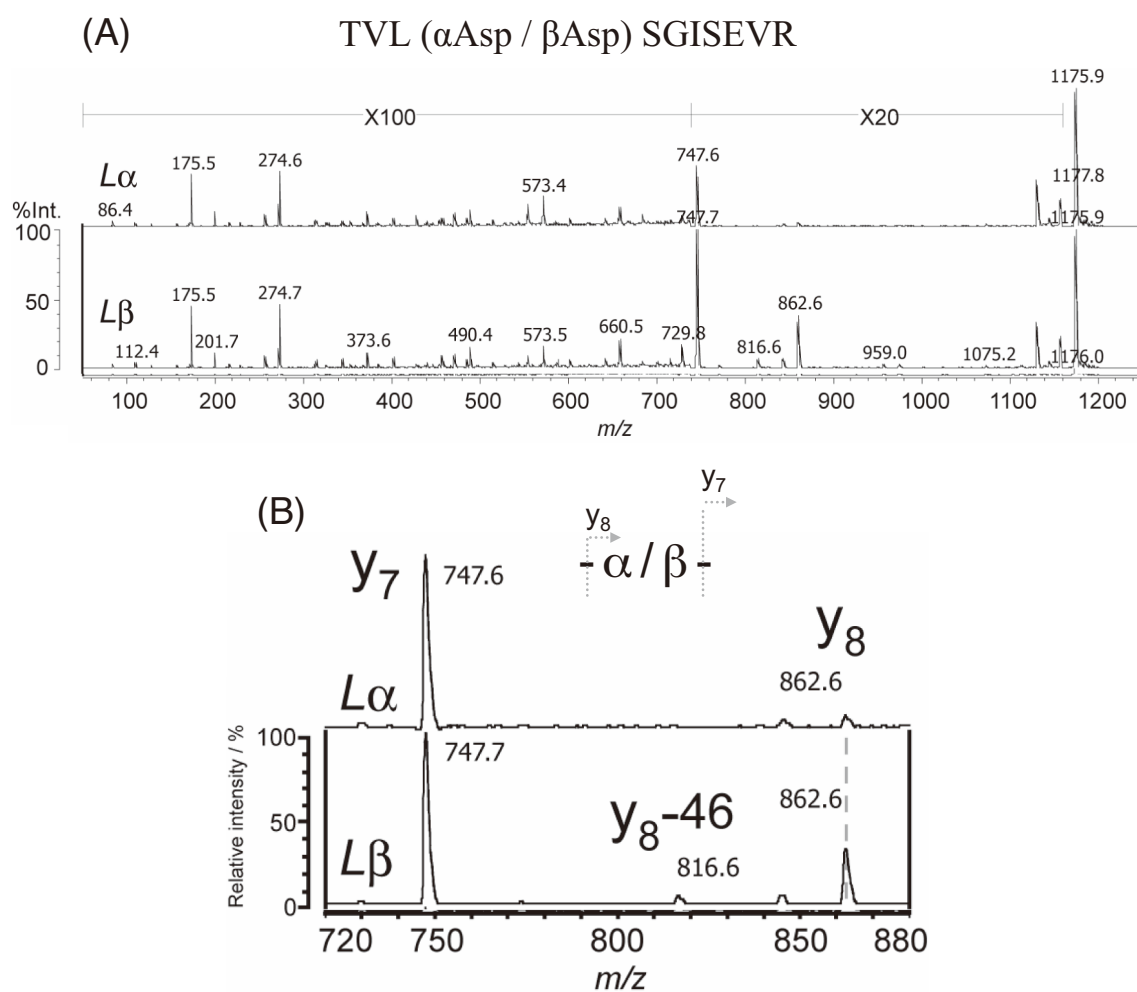 (A) TVL (αAsp / βAsp) SGISEVR
1175.9
X100 X20
Lα 175.5 274.6 573.4 747.6 1177.8
%Int. 86.4 747.7 1175.9
100
50
0
Lβ 175.5 274.7 862.6
112.4 201.7 373.6 490.4 573.5 660.5 729.8 816.6 959.0 1075.2 1176.0
100 200 300 400 500 600 700 800 900 1000 1100 1200
m/z
(B)
y7
y8
α / β
y7 747.6 y8
Lα 862.6
Relative intensity / %
100
50
0
747.7 862.6
y8-46
Lβ 816.6
720 750 800 850 880
m/z